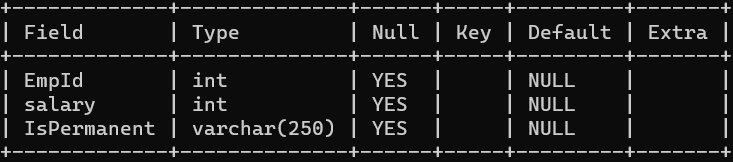 Field Type Null Key Default Extra
EmpId int YES NULL
salary int YES NULL
IsPermanent varchar(250) YES NULL